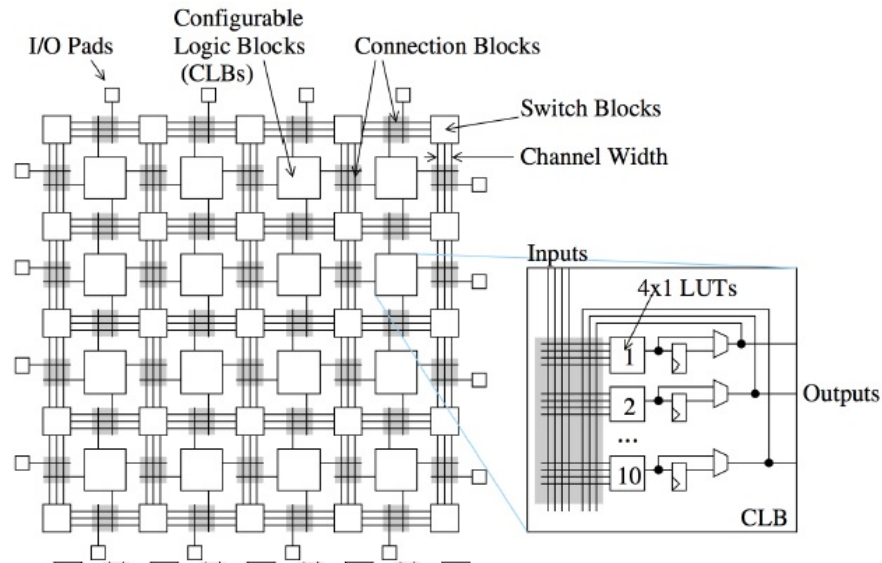 Configurable
I/O Pads
Logic Blocks
(CLBs)
Connection Blocks
Switch Blocks
Channel Width
Inputs
4x1 LUTs
1
2
...
10
Outputs
CLB